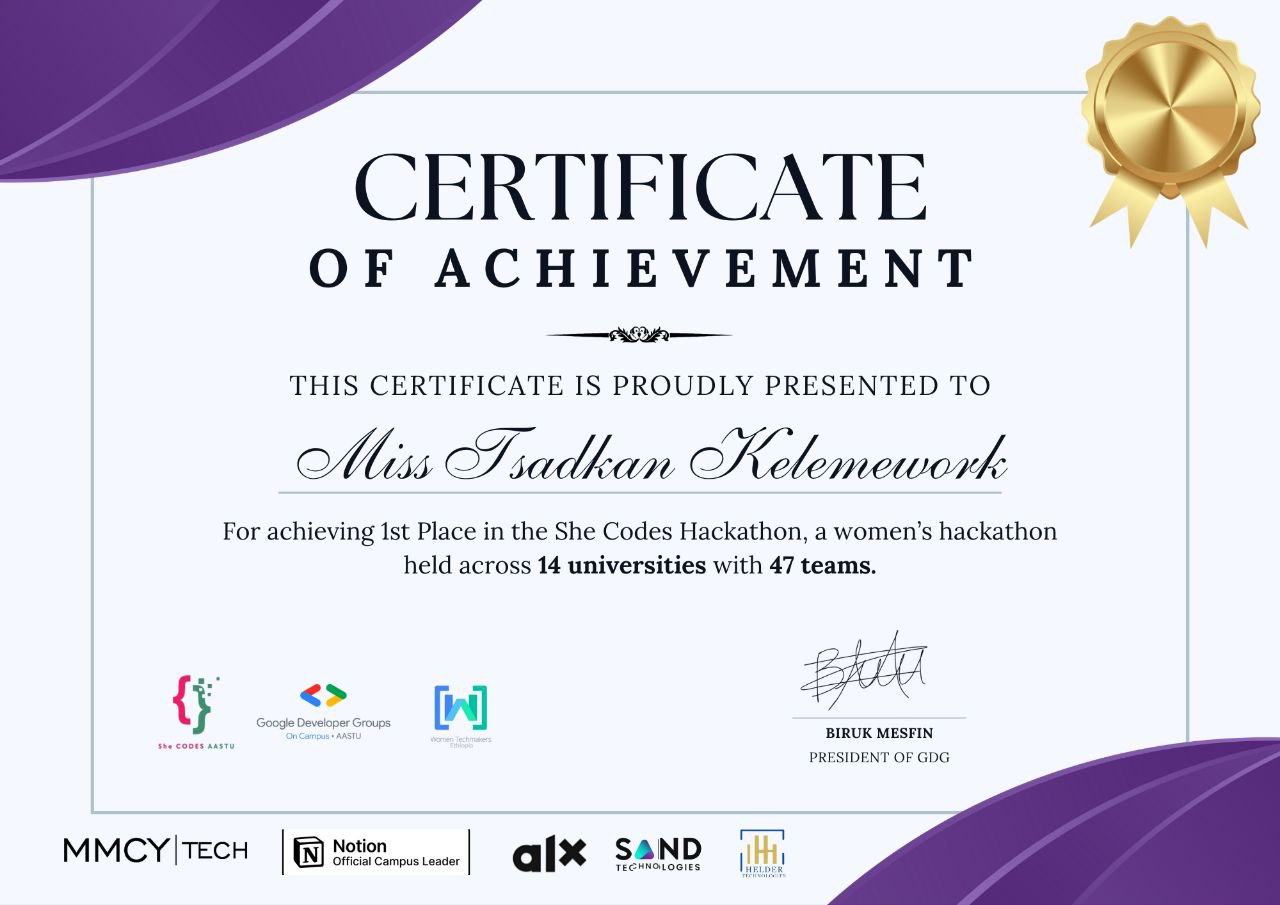 CERTIFICATE
OF ACHIEVEMENT
THIS CERTIFICATE IS PROUDLY PRESENTED TO
Miss Tsadkan Kelemework
For achieving 1st Place in the She Codes Hackathon, a women’s hackathon
held across 14 universities with 47 teams.
She CODES AASTU
Google Developer Groups
On Campus • AASTU
Women Techmakers
Ethiopia
BIRUK MESFIN
PRESIDENT OF GDG
MMCY|TECH
Notion
Official Campus Leader
alx
SAND
TECHNOLOGIES
HELDER
TECHNOLOGIES